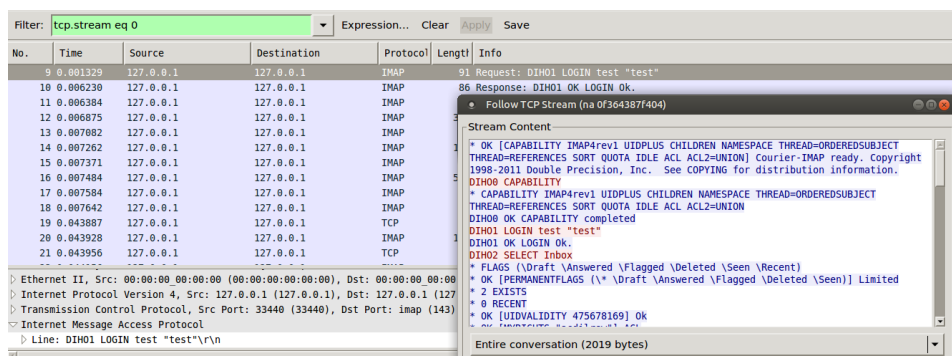 Filter: tcp.stream eq 0 Expression... Clear Apply Save
No. Time Source Destination Protocol Length Info
9 0.001329 127.0.0.1 127.0.0.1 IMAP 91 Request: DIHO1 LOGIN test "test"
10 0.006230 127.0.0.1 127.0.0.1 IMAP 86 Response: DIHO1 OK LOGIN Ok.
11 0.006384 127.0.0.1 127.0.0.1 IMAP
12 0.006875 127.0.0.1 127.0.0.1 IMAP 3
13 0.007082 127.0.0.1 127.0.0.1 IMAP
14 0.007262 127.0.0.1 127.0.0.1 IMAP 1
15 0.007371 127.0.0.1 127.0.0.1 IMAP
16 0.007484 127.0.0.1 127.0.0.1 IMAP 5
17 0.007584 127.0.0.1 127.0.0.1 IMAP
18 0.007642 127.0.0.1 127.0.0.1 IMAP
19 0.043887 127.0.0.1 127.0.0.1 TCP
20 0.043928 127.0.0.1 127.0.0.1 IMAP 1
21 0.043956 127.0.0.1 127.0.0.1 TCP
Ethernet II, Src: 00:00:00_00:00:00 (00:00:00:00:00:00), Dst: 00:00:00_00:00
Internet Protocol Version 4, Src: 127.0.0.1 (127.0.0.1), Dst: 127.0.0.1 (127
Transmission Control Protocol, Src Port: 33440 (33440), Dst Port: imap (143)
Internet Message Access Protocol
Line: DIHO1 LOGIN test "test"\r\n
Follow TCP Stream (na 0f364387f404)
Stream Content
* OK [CAPABILITY IMAP4rev1 UIDPLUS CHILDREN NAMESPACE THREAD=ORDEREDSUBJECT
THREAD=REFERENCES SORT QUOTA IDLE ACL ACL2=UNION] Courier-IMAP ready. Copyright
1998-2011 Double Precision, Inc.  See COPYING for distribution information.
DIHO0 CAPABILITY
* CAPABILITY IMAP4rev1 UIDPLUS CHILDREN NAMESPACE THREAD=ORDEREDSUBJECT
THREAD=REFERENCES SORT QUOTA IDLE ACL ACL2=UNION
DIHO0 OK CAPABILITY completed
DIHO1 LOGIN test "test"
DIHO1 OK LOGIN Ok.
DIHO2 SELECT Inbox
* FLAGS (\Draft \Answered \Flagged \Deleted \Seen \Recent)
* OK [PERMANENTFLAGS (\* \Draft \Answered \Flagged \Deleted \Seen)] Limited
* 2 EXISTS
* 0 RECENT
* OK [UIDVALIDITY 475678169] Ok
Entire conversation (2019 bytes)